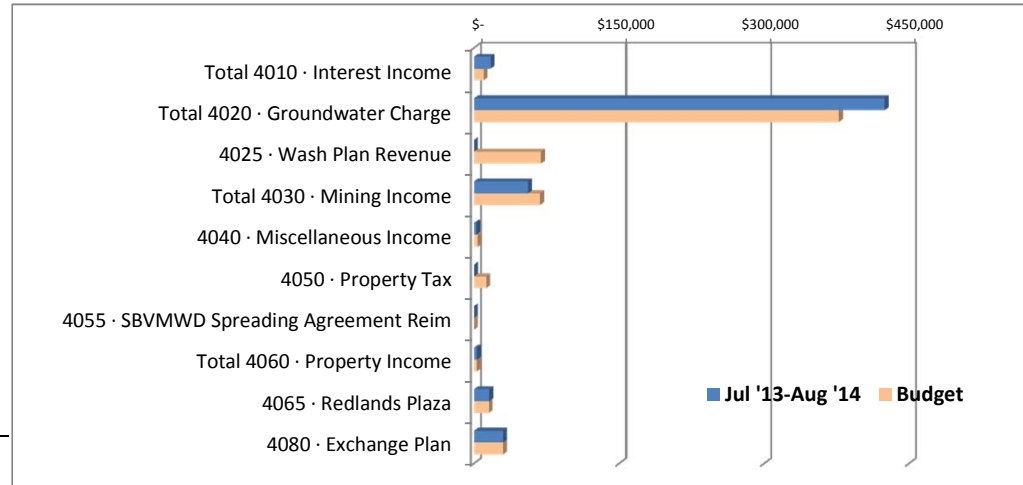 $- $150,000 $300,000 $450,000
Total 4010 · Interest Income
Total 4020 · Groundwater Charge
4025 · Wash Plan Revenue
Total 4030 · Mining Income
4040 · Miscellaneous Income
4050 · Property Tax
4055 · SBVMWD Spreading Agreement Reim
Total 4060 · Property Income
4065 · Redlands Plaza
4080 · Exchange Plan
Jul '13-Aug '14 Budget